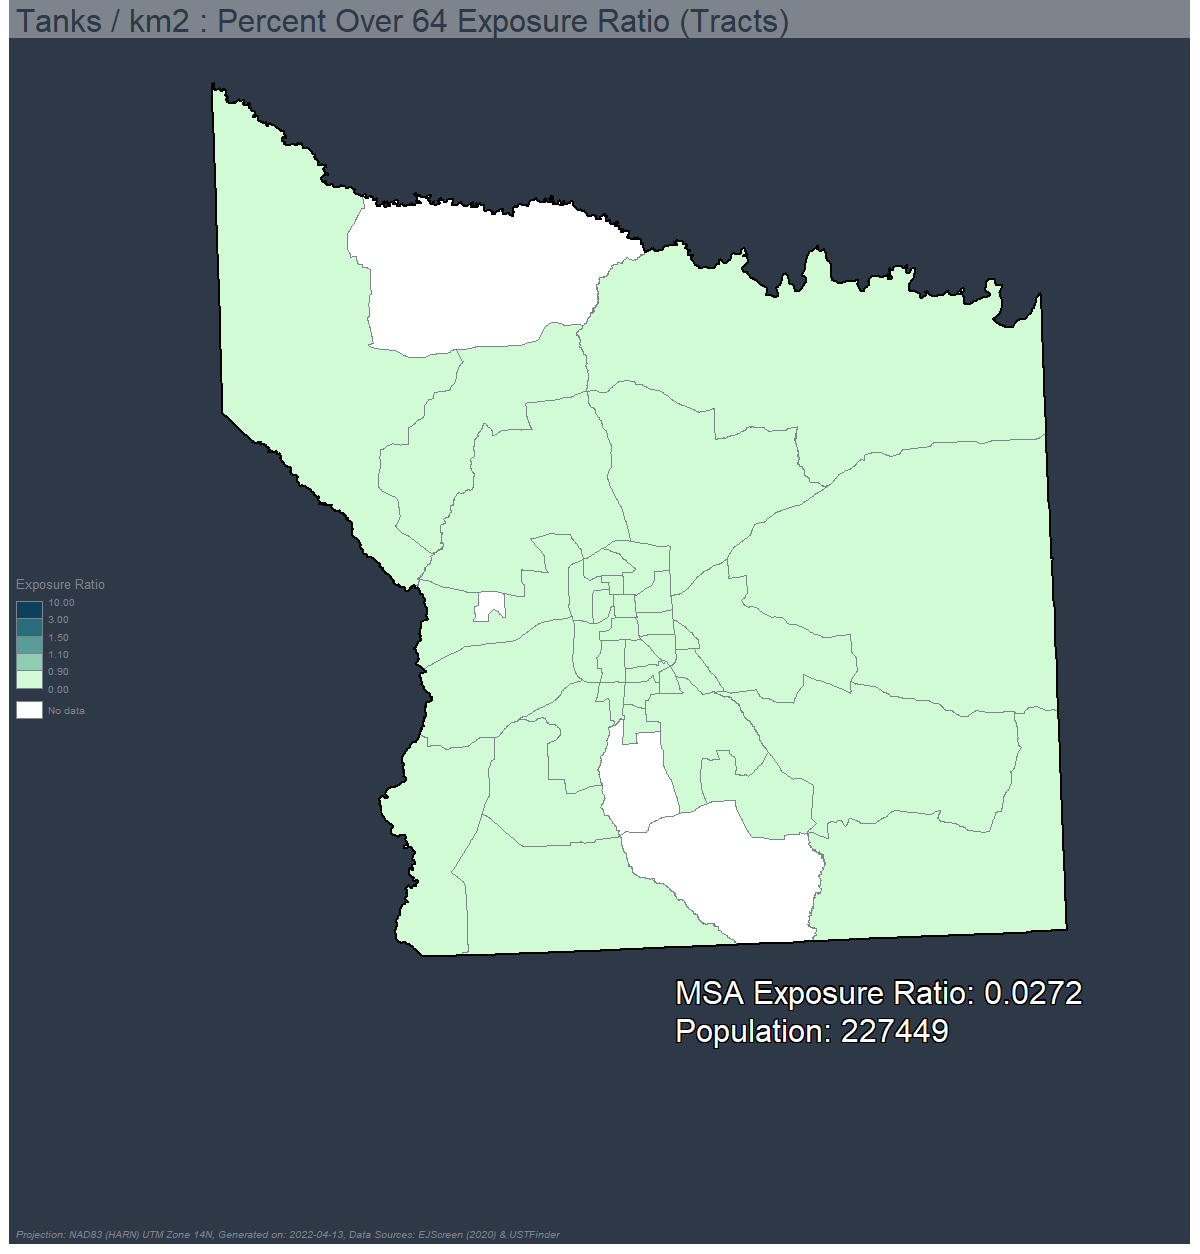 Tanks / km2 : Percent Over 64 Exposure Ratio (Tracts)
Exposure Ratio
10.00
3.00
1.50
1.10
0.90
0.00
No data
MSA Exposure Ratio: 0.0272
Population: 227449
Projection: NAD83 (HARN) UTM Zone 14N, Generated on: 2022-04-13, Data Sources: EJScreen (2020) & USTFinder